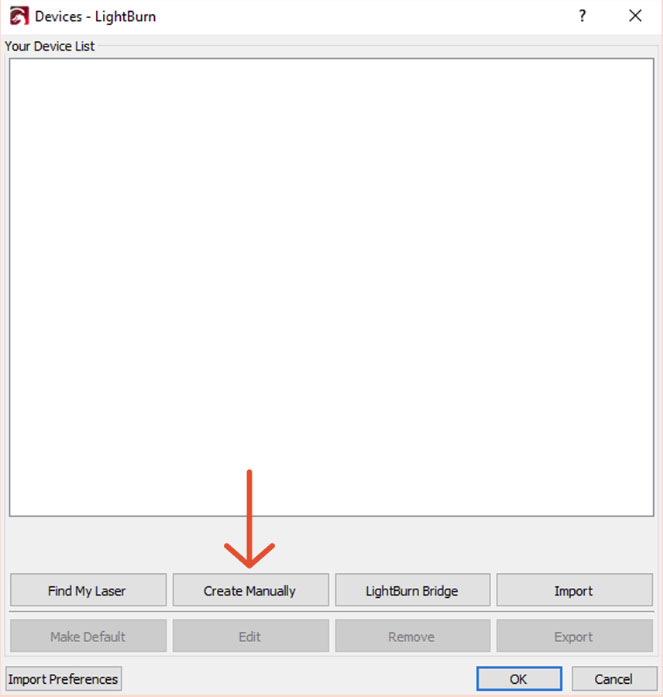 Devices - LightBurn ?
Your Device List
Find My Laser Create Manually LightBurn Bridge Import
Make Default Edit Remove Export
Import Preferences OK Cancel